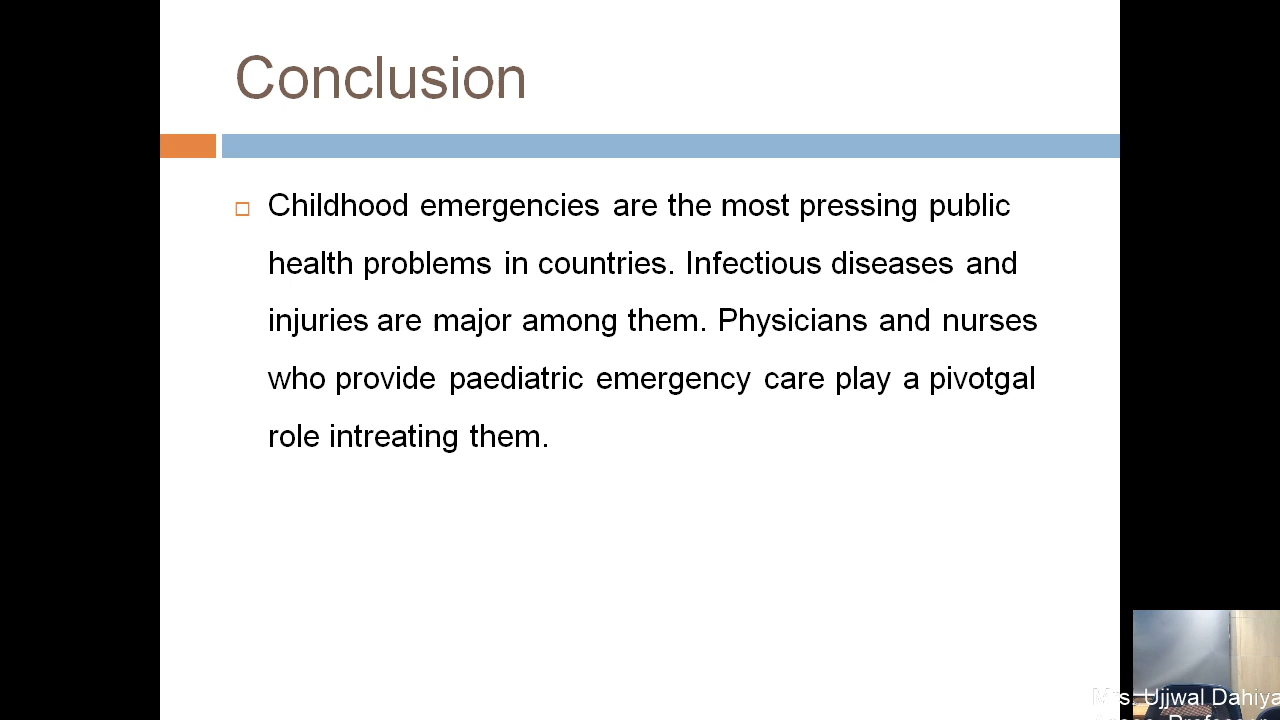 Conclusion
Childhood emergencies are the most pressing public
health problems in countries. Infectious diseases and
injuries are major among them. Physicians and nurses
who provide paediatric emergency care play a pivotgal
role intreating them.
Mrs. Ujjwal Dahiya